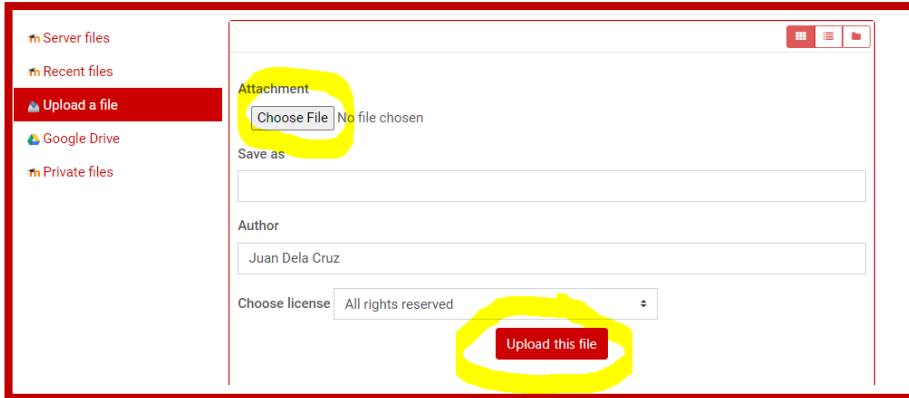 Server files
Recent files
Upload a file
Google Drive
Private files
Attachment
Choose File No file chosen
Save as
Author
Juan Dela Cruz
Choose license All rights reserved
Upload this file